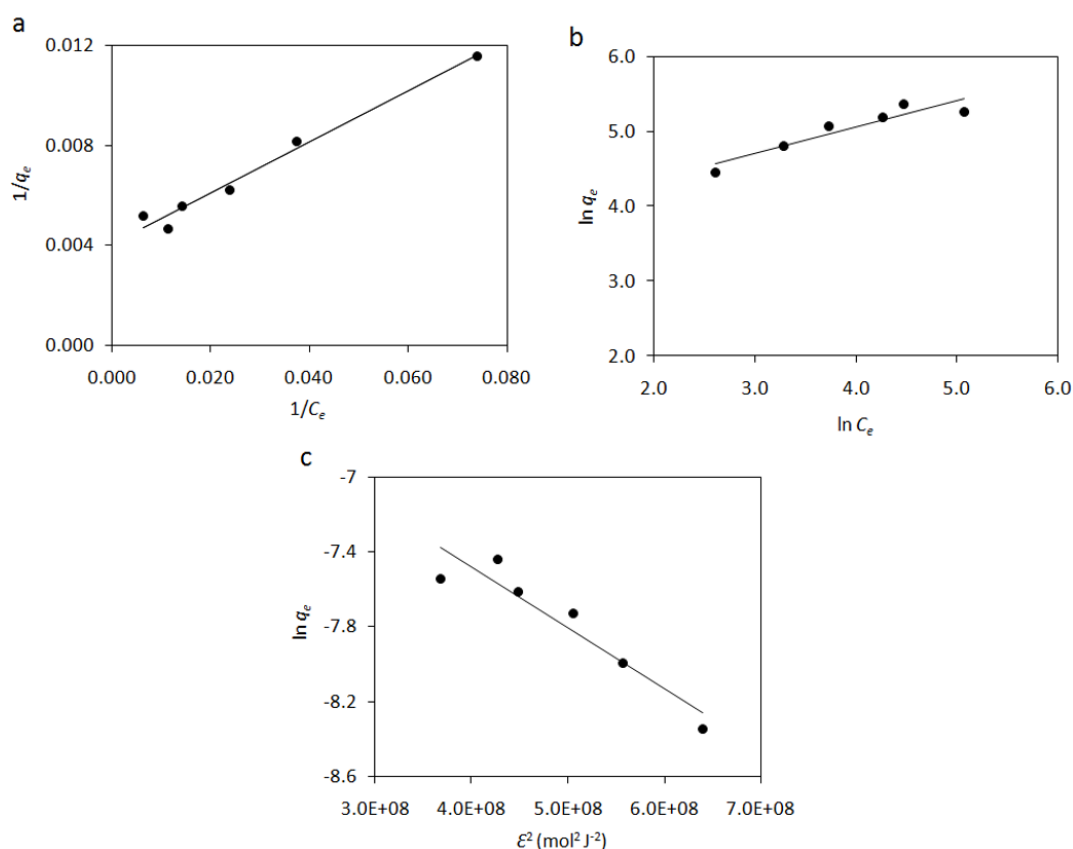 a
0.012
0.008
0.004
0.000
1/qe
0.000 0.020 0.040 0.060 0.080
1/Ce
b
6.0
5.0
4.0
3.0
2.0
ln qe
2.0 3.0 4.0 5.0 6.0
ln Ce
c
-7
-7.4
-7.8
-8.2
-8.6
ln qe
3.0E+08 4.0E+08 5.0E+08 6.0E+08 7.0E+08
Ɛ² (mol² J⁻²)